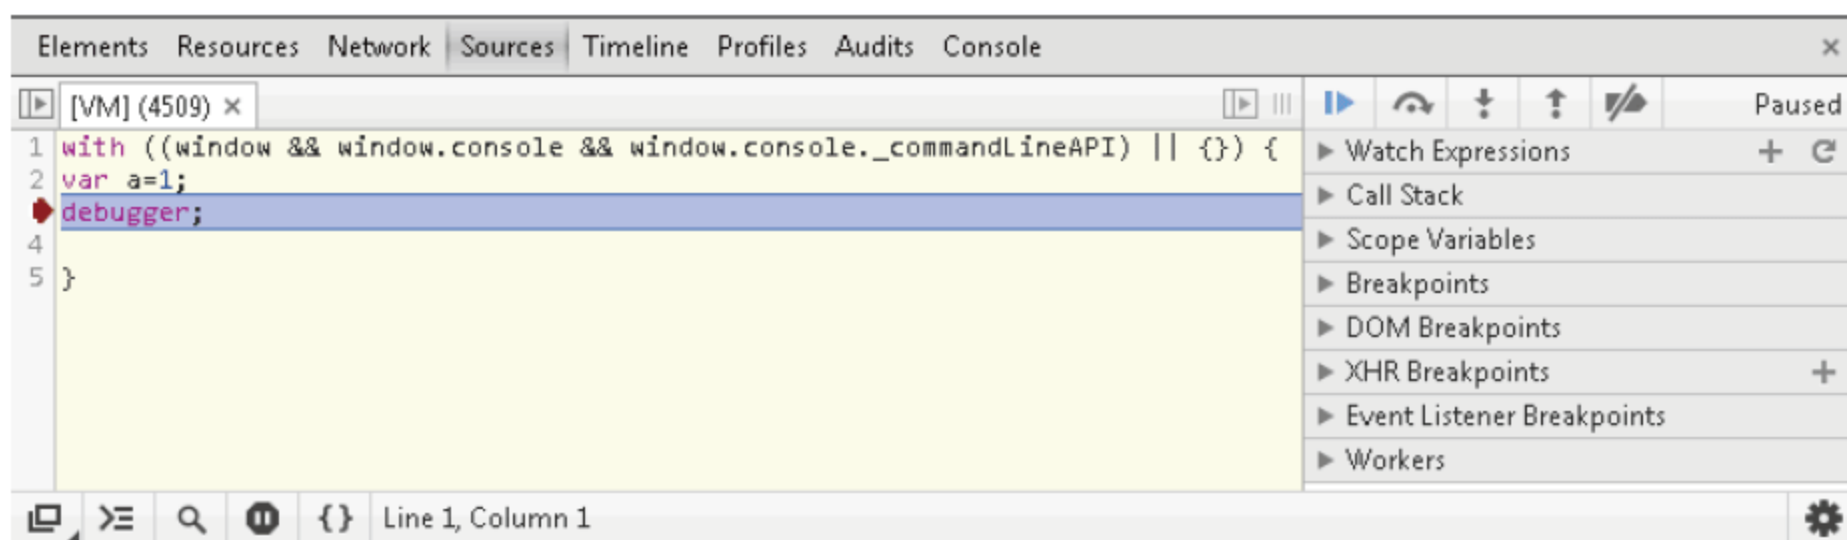 Elements Resources Network Sources Timeline Profiles Audits Console ×
[VM] (4509) × Paused
1 with ((window && window.console && window.console._commandLineAPI) || {}) {
2 var a=1;
debugger;
4
5 }
Watch Expressions +
Call Stack
Scope Variables
Breakpoints
DOM Breakpoints
XHR Breakpoints +
Event Listener Breakpoints
Workers
{} Line 1, Column 1